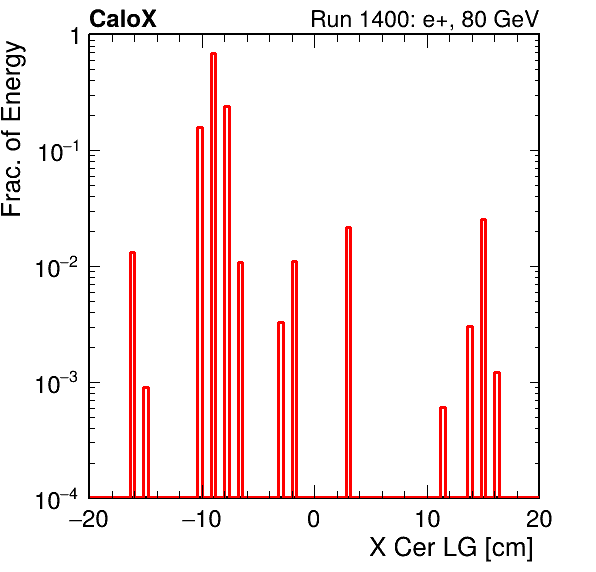 CaloX Run 1400: e+, 80 GeV
Frac. of Energy
1
10⁻¹
10⁻²
10⁻³
10⁻⁴
−20 −10 0 10 20
X Cer LG [cm]